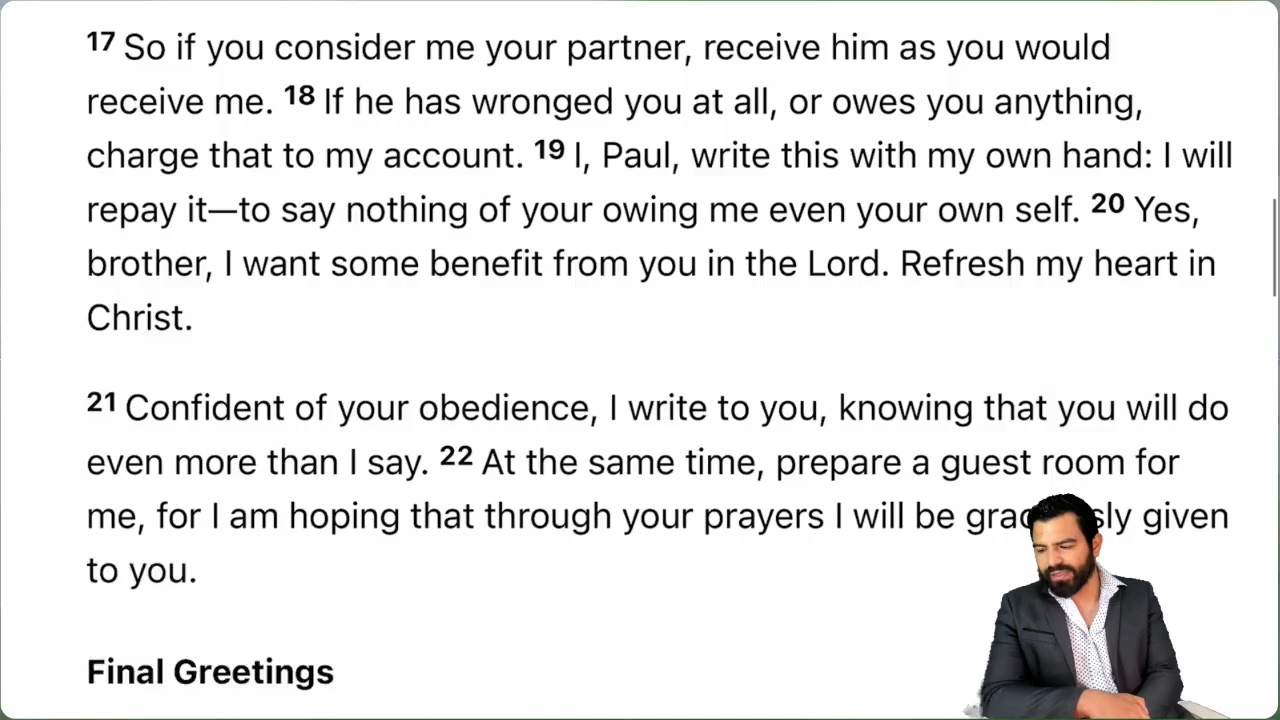 17 So if you consider me your partner, receive him as you would
receive me. 18 If he has wronged you at all, or owes you anything,
charge that to my account. 19 I, Paul, write this with my own hand: I will
repay it—to say nothing of your owing me even your own self. 20 Yes,
brother, I want some benefit from you in the Lord. Refresh my heart in
Christ.
21 Confident of your obedience, I write to you, knowing that you will do
even more than I say. 22 At the same time, prepare a guest room for
me, for I am hoping that through your prayers I will be given
to you.
Final Greetings